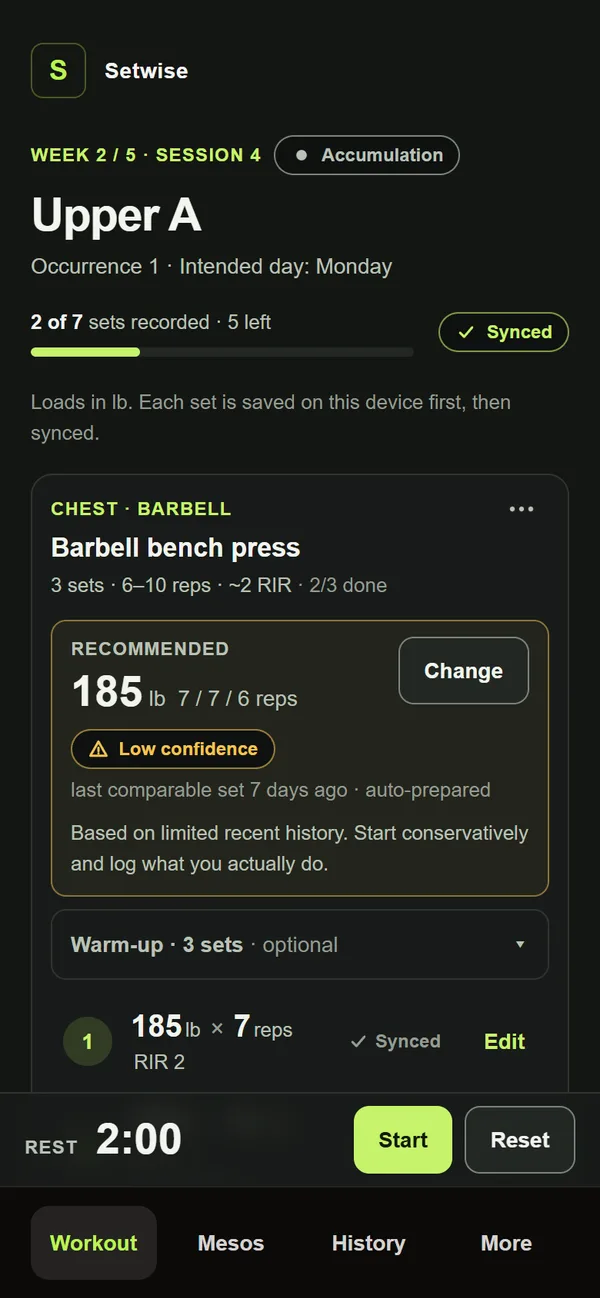 S Setwise
WEEK 2 / 5 · SESSION 4 Accumulation
Upper A
Occurrence 1 · Intended day: Monday
2 of 7 sets recorded · 5 left
Synced
Loads in lb. Each set is saved on this device first, then
synced.
CHEST · BARBELL
Barbell bench press
3 sets · 6–10 reps · ~2 RIR · 2/3 done
RECOMMENDED
185 lb 7 / 7 / 6 reps
Change
Low confidence
last comparable set 7 days ago · auto-prepared
Based on limited recent history. Start conservatively
and log what you actually do.
Warm-up · 3 sets · optional
1 185 lb × 7 reps
RIR 2
Synced Edit
REST 2:00 Start Reset
Workout Mesos History More